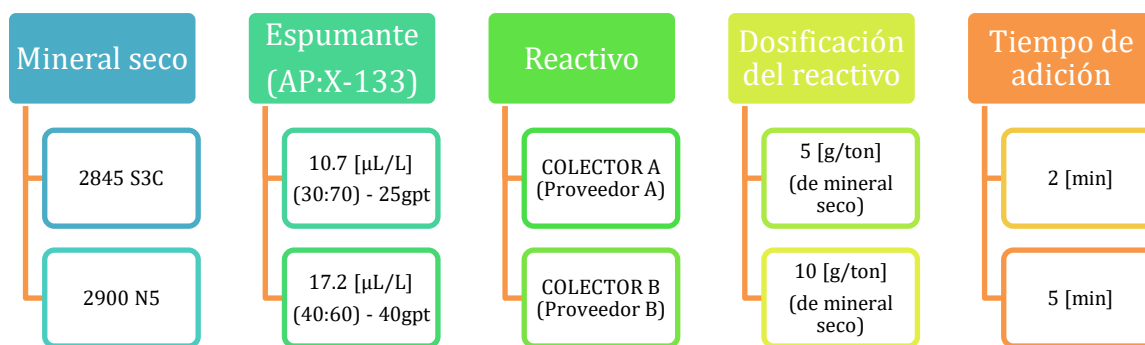 Mineral seco
2845 S3C
2900 N5
Espumante
(AP:X-133)
10.7 [µL/L]
(30:70) - 25gpt
17.2 [µL/L]
(40:60) - 40gpt
Reactivo
COLECTOR A
(Proveedor A)
COLECTOR B
(Proveedor B)
Dosificación
del reactivo
5 [g/ton]
(de mineral
seco)
10 [g/ton]
(de mineral
seco)
Tiempo de
adición
2 [min]
5 [min]